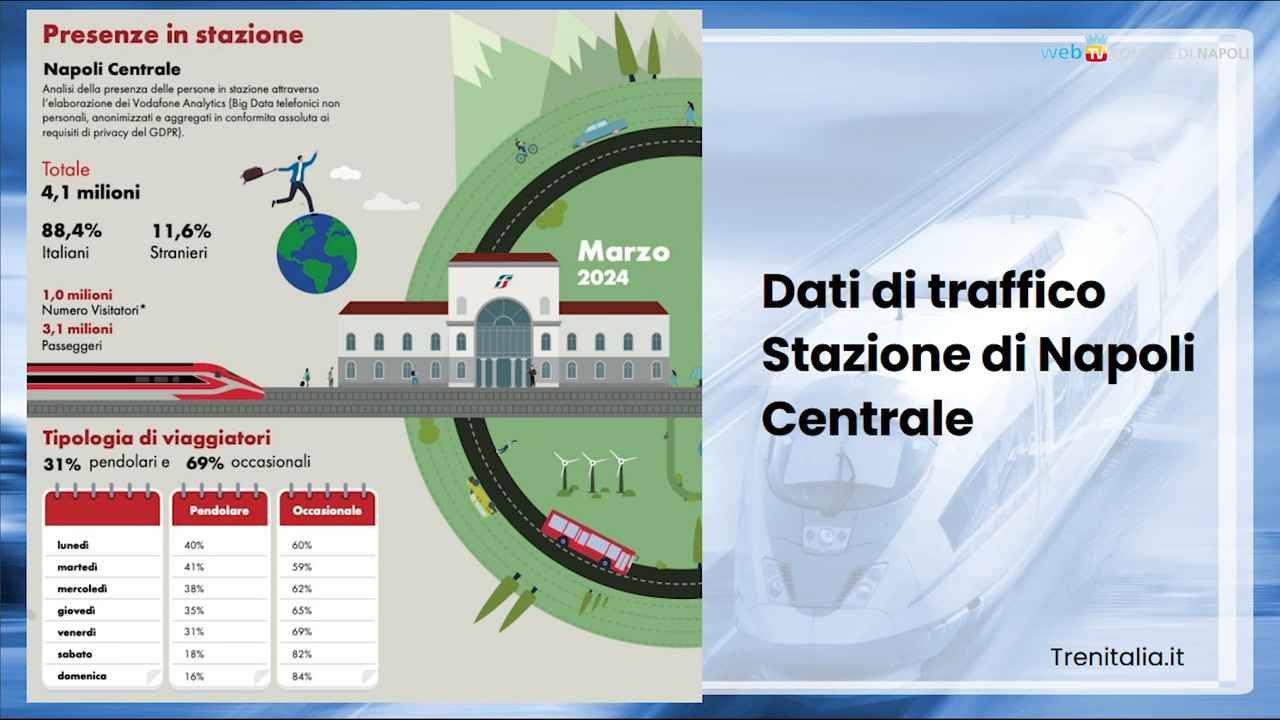 Presenze in stazione
Napoli Centrale
Analisi della presenza delle persone in stazione attraverso
l'elaborazione dei Vodafone Analytics (Big Data telefonici non
personali, anonimizzati e aggregati in conformita assoluta ai
requisiti di privacy del GDPR).
Totale
4,1 milioni
88,4% 11,6%
Italiani Stranieri
1,0 milioni
Numero Visitatori*
3,1 milioni
Passeggeri
Marzo
2024
Tipologia di viaggiatori
31% pendolari e 69% occasionali
Pendolare Occasionale
lunedì 40% 60%
martedì 41% 59%
mercoledì 38% 62%
giovedì 35% 65%
venerdì 31% 69%
sabato 18% 82%
domenica 16% 84%
web TV COMUNE DI NAPOLI
Dati di traffico
Stazione di Napoli
Centrale
Trenitalia.it